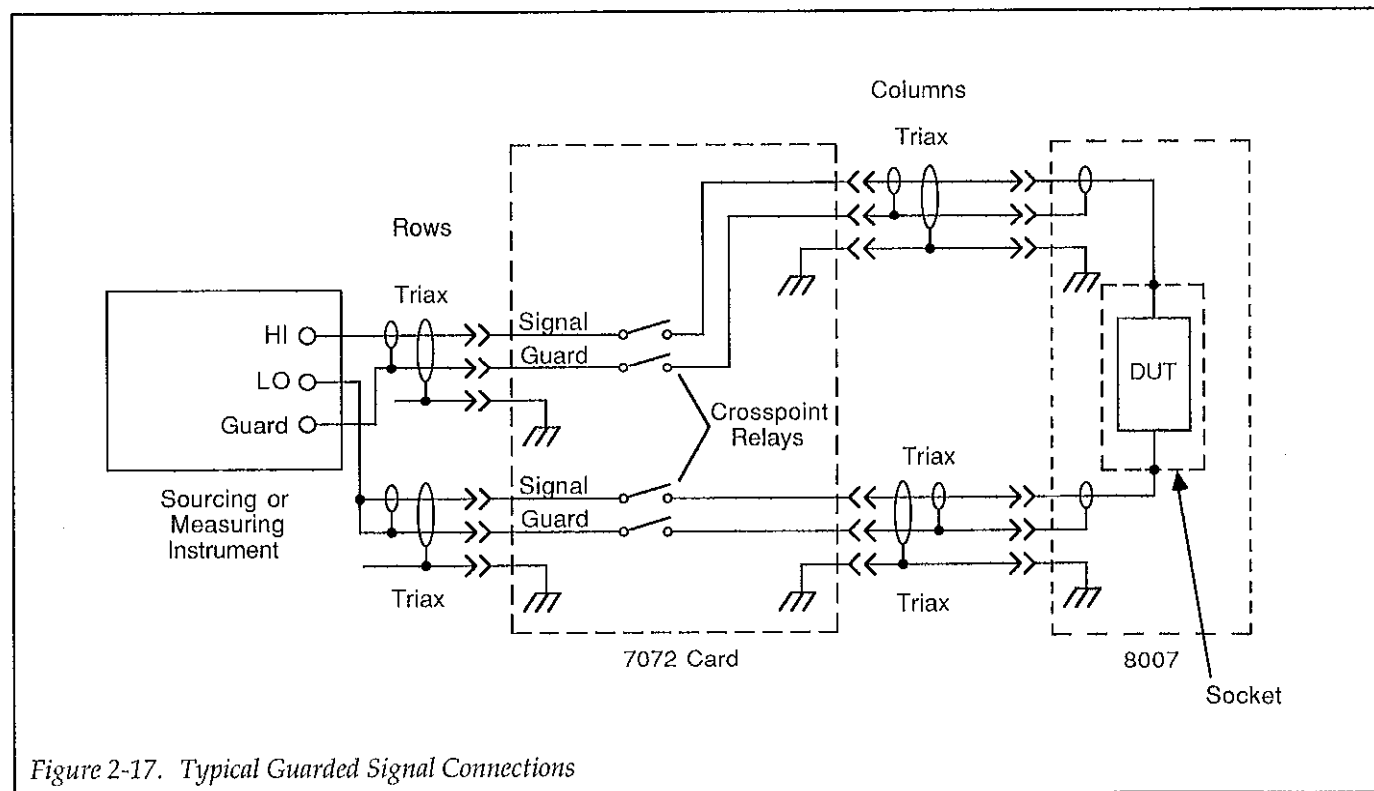 Columns
Triax
Rows
Triax
HI
LO
Guard
Signal
Guard
Crosspoint
Relays
DUT
Sourcing or
Measuring
Instrument
Signal
Guard
Triax
Triax
Triax
7072 Card
8007
Socket
Figure 2-17. Typical Guarded Signal Connections